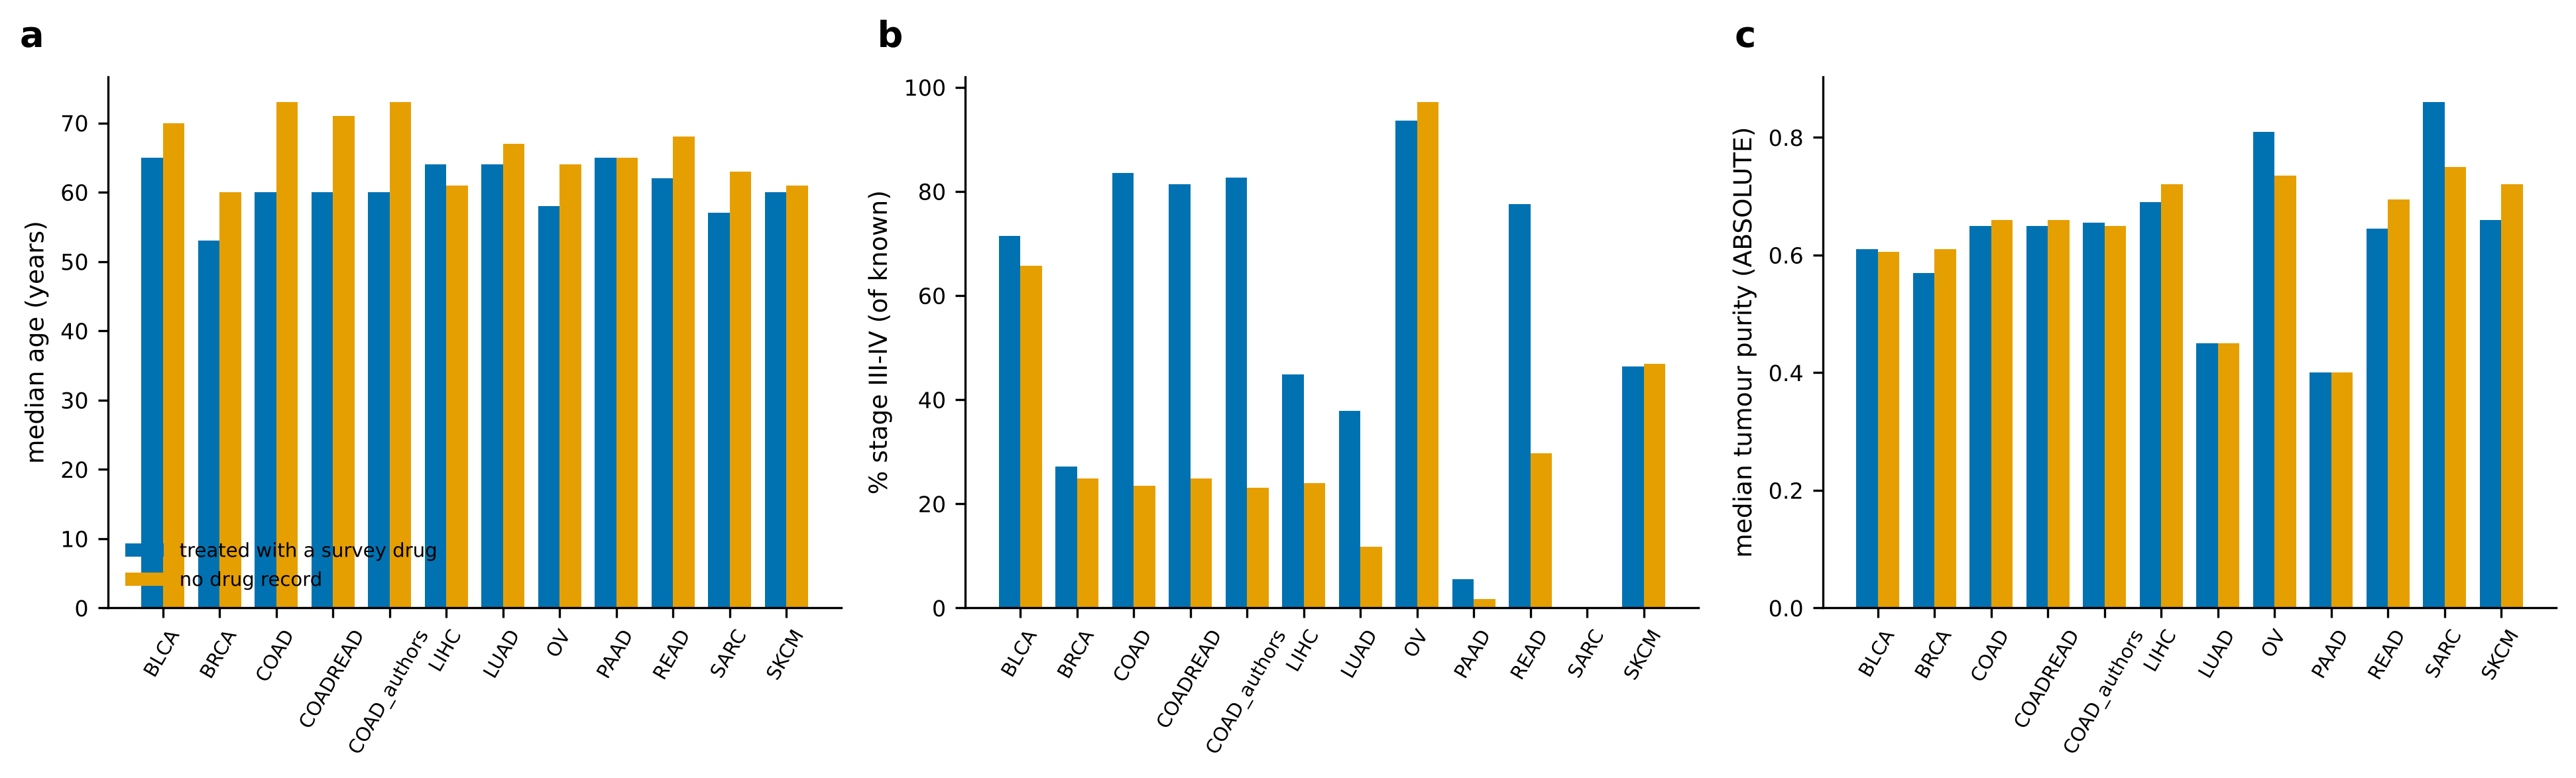 a
median age (years)
70
60
50
40
30
20
10
0
treated with a survey drug
no drug record
BLCA
BRCA
COAD
COADREAD
COAD_authors
LIHC
LUAD
OV
PAAD
READ
SARC
SKCM
b
% stage III-IV (of known)
100
80
60
40
20
0
BLCA
BRCA
COAD
COADREAD
COAD_authors
LIHC
LUAD
OV
PAAD
READ
SARC
SKCM
c
median tumour purity (ABSOLUTE)
0.8
0.6
0.4
0.2
0.0
BLCA
BRCA
COAD
COADREAD
COAD_authors
LIHC
LUAD
OV
PAAD
READ
SARC
SKCM